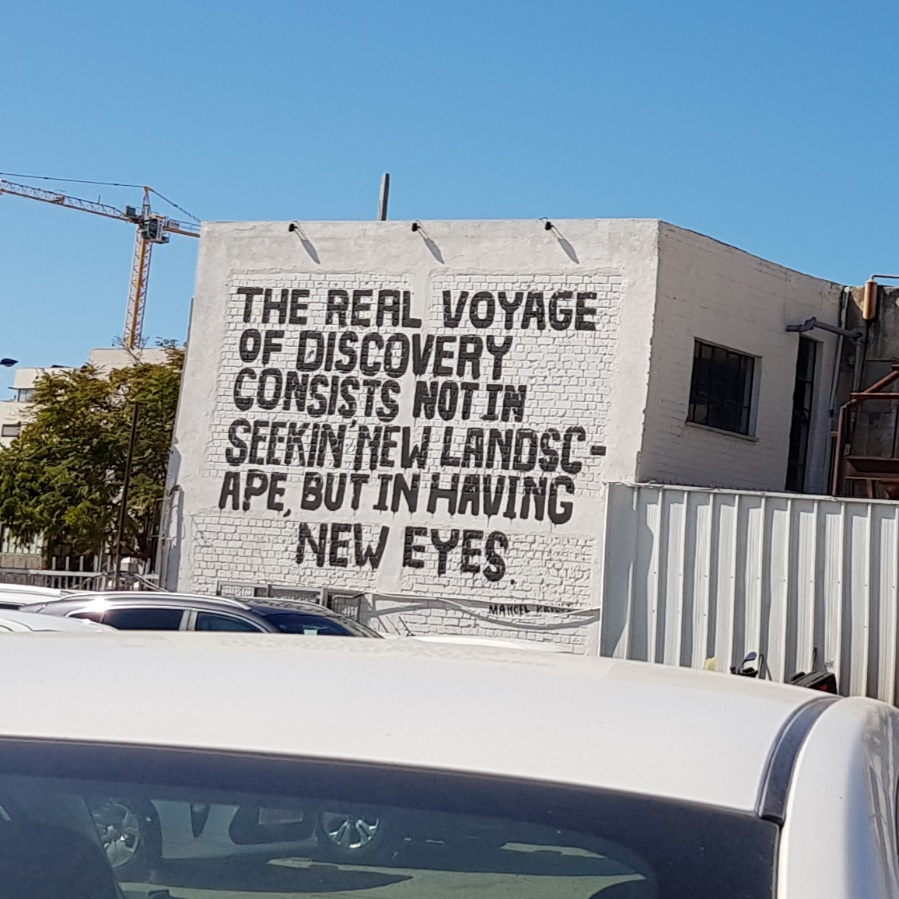 THE REAL VOYAGE
OF DISCOVERY
CONSISTS NOT IN
SEEKIN' NEW LANDSC-
APE, BUT IN HAVING
NEW EYES.
MARCEL